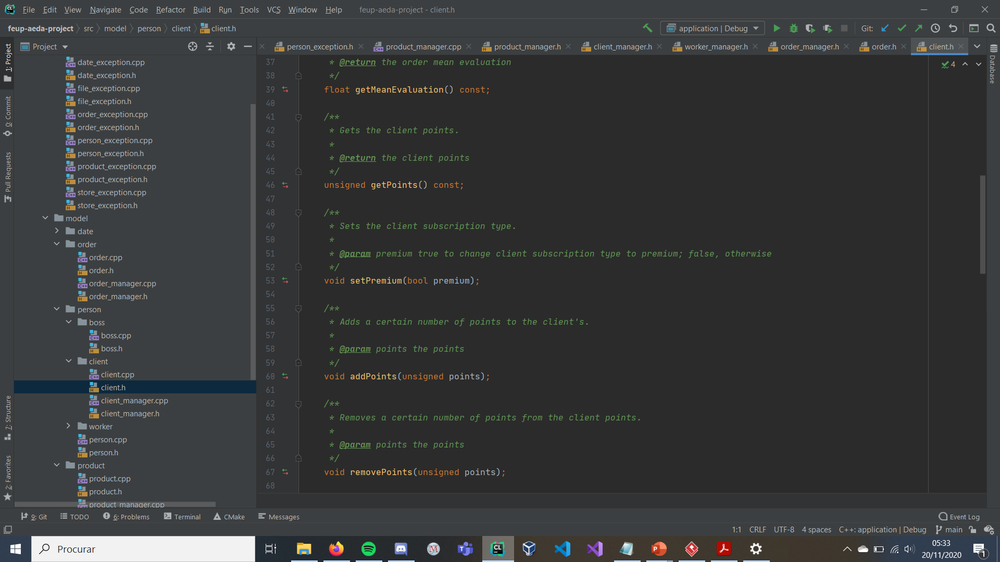 File Edit View Navigate Code Refactor Build Run Tools VCS Window Help feup-aeda-project - client.h
feup-aeda-project src model person client client.h application | Debug Git:
Project person_exception.h product_manager.cpp product_manager.h client_manager.h worker_manager.h order_manager.h order.h client.h
1: Project
0: Commit
Pull Requests
7: Structure
2: Favorites
date_exception.cpp
date_exception.h
file_exception.cpp
file_exception.h
order_exception.cpp
order_exception.h
person_exception.cpp
person_exception.h
product_exception.cpp
product_exception.h
store_exception.cpp
store_exception.h
model
date
order
order.cpp
order.h
order_manager.cpp
order_manager.h
person
boss
boss.cpp
boss.h
client
client.cpp
client.h
client_manager.cpp
client_manager.h
worker
person.cpp
person.h
product
product.cpp
product.h
product_manager.cpp
37 * @return the order mean evaluation
38 */
39 float getMeanEvaluation() const;
40
41 /**
42 * Gets the client points.
43 *
44 * @return the client points
45 */
46 unsigned getPoints() const;
47
48 /**
49 * Sets the client subscription type.
50 *
51 * @param premium true to change client subscription type to premium; false, otherwise
52 */
53 void setPremium(bool premium);
54
55 /**
56 * Adds a certain number of points to the client's.
57 *
58 * @param points the points
59 */
60 void addPoints(unsigned points);
61
62 /**
63 * Removes a certain number of points from the client points.
64 *
65 * @param points the points
66 */
67 void removePoints(unsigned points);
68
4
Database
9: Git TODO 6: Problems Terminal CMake Messages Event Log
1:1 CRLF UTF-8 4 spaces C++: application | Debug main
Procurar
05:33
20/11/2020
1